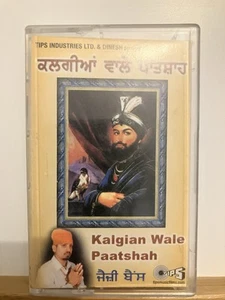 TIPS INDUSTRIES LTD. & DINESH
ਕਲਗੀਆਂ ਵਾਲੇ ਪਾਤਸ਼ਾਹ
Kalgian Wale
Paatshah
ਜੈਜ਼ੀ ਬੈਂਸ
TIPS